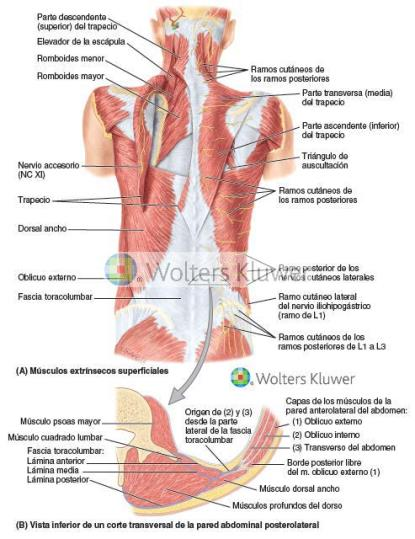 Parte descendente
(superior) del trapecio
Elevador de la escápula
Romboides menor
Romboides mayor
Nervio accesorio
(NC XI)
Trapecio
Dorsal ancho
Oblicuo externo
Fascia toracolumbar
Ramos cutáneos de
los ramos posteriores
Parte transversa (media)
del trapecio
Parte ascendente (inferior)
del trapecio
Triángulo de
auscultación
Ramos cutáneos de
los ramos posteriores
Wolters Kluwer
Ramo posterior de los
ramos cutáneos laterales
Ramo cutáneo lateral
del nervio iliohipogástrico
(ramo de L1)
Ramos cutáneos de los
ramos posteriores de L1 a L3
(A) Músculos extrínsecos superficiales
Wolters Kluwer
Músculo psoas mayor
Músculo cuadrado lumbar
Fascia toracolumbar:
Lámina anterior
Lámina media
Lámina posterior
Origen de (2) y (3)
desde la parte
lateral de la fascia
toracolumbar
Capas de los músculos de la
pared anterolateral del abdomen:
(1) Oblicuo externo
(2) Oblicuo interno
(3) Transverso del abdomen
Borde posterior libre
del m. oblicuo externo (1)
Músculo dorsal ancho
Músculos profundos del dorso
(B) Vista inferior de un corte transversal de la pared abdominal posterolateral